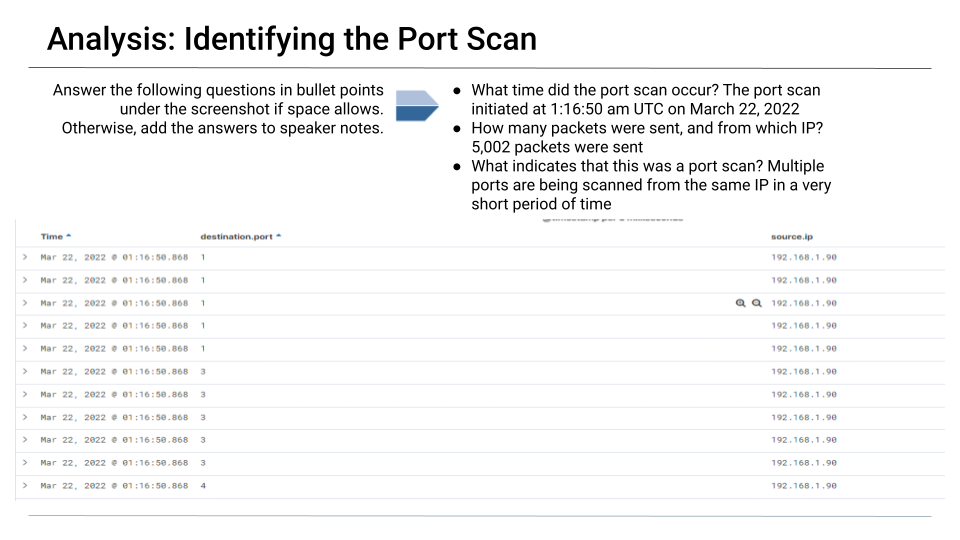 Analysis: Identifying the Port Scan
Answer the following questions in bullet points
under the screenshot if space allows.
Otherwise, add the answers to speaker notes.
● What time did the port scan occur? The port scan
initiated at 1:16:50 am UTC on March 22, 2022
● How many packets were sent, and from which IP?
5,002 packets were sent
● What indicates that this was a port scan? Multiple
ports are being scanned from the same IP in a very
short period of time
Time destination.port source.ip
Mar 22, 2022 @ 01:16:50.868 1 192.168.1.90
Mar 22, 2022 @ 01:16:50.868 1 192.168.1.90
Mar 22, 2022 @ 01:16:50.868 1 192.168.1.90
Mar 22, 2022 @ 01:16:50.868 1 192.168.1.90
Mar 22, 2022 @ 01:16:50.868 1 192.168.1.90
Mar 22, 2022 @ 01:16:50.868 3 192.168.1.90
Mar 22, 2022 @ 01:16:50.868 3 192.168.1.90
Mar 22, 2022 @ 01:16:50.868 3 192.168.1.90
Mar 22, 2022 @ 01:16:50.868 3 192.168.1.90
Mar 22, 2022 @ 01:16:50.868 3 192.168.1.90
Mar 22, 2022 @ 01:16:50.868 4 192.168.1.90